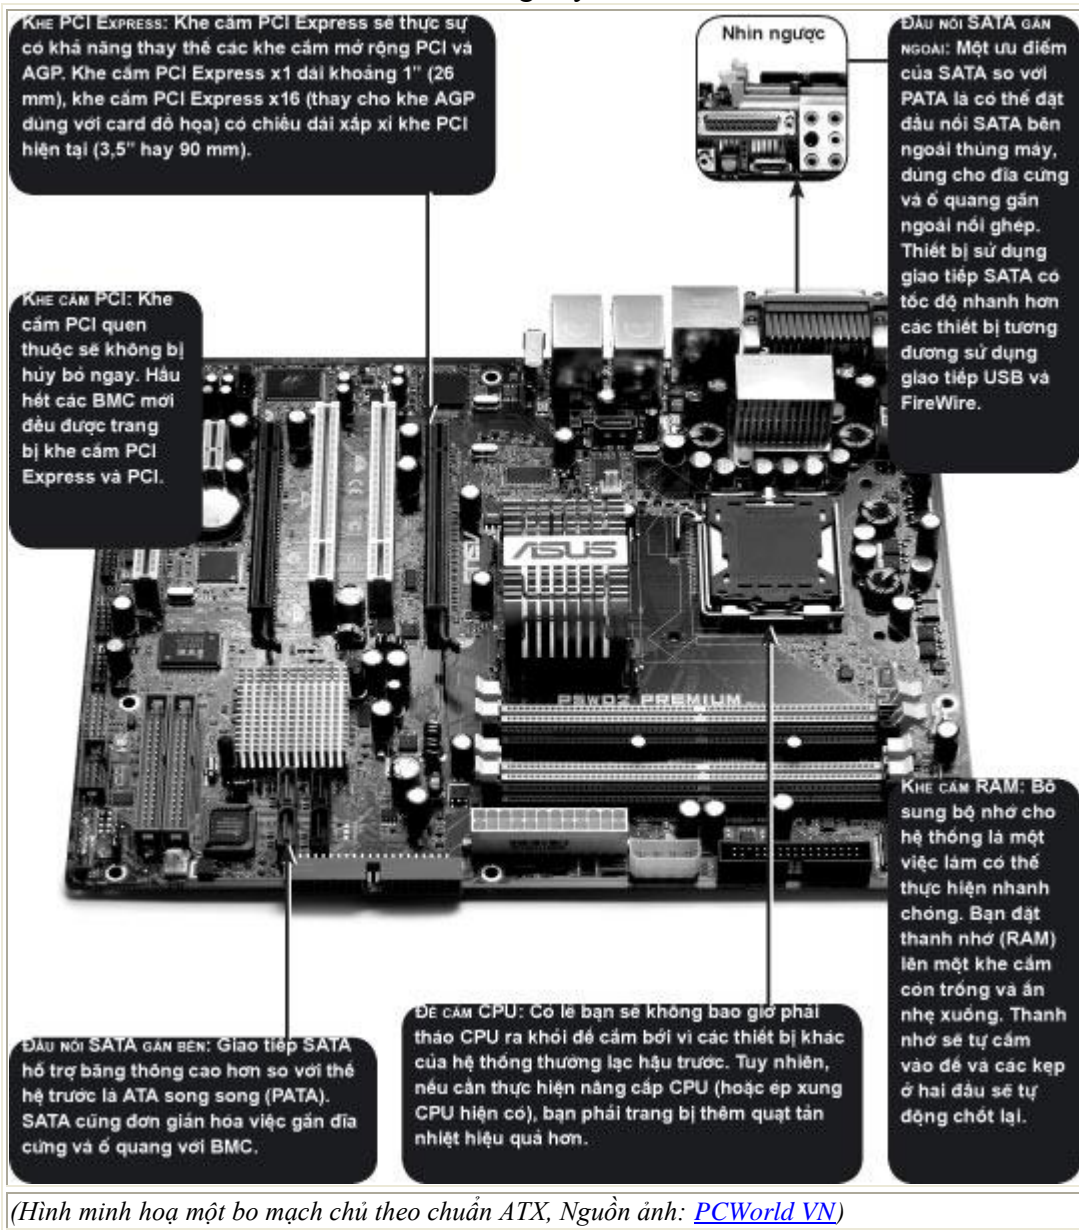 KHE PCI EXPRESS: Khe cắm PCI Express sẽ thực sự
có khả năng thay thế các khe cắm mở rộng PCI và
AGP. Khe cắm PCI Express x1 dài khoảng 1" (26
mm), khe cắm PCI Express x16 (thay cho khe AGP
dùng với card đồ họa) có chiều dài xấp xỉ khe PCI
hiện tại (3,5" hay 90 mm).
Nhìn ngược
ĐẦU NỐI SATA GẮN
NGOÀI: Một ưu điểm
của SATA so với
PATA là có thể đặt
đầu nối SATA bên
ngoài thùng máy,
dùng cho đĩa cứng
và ổ quang gắn
ngoài nối ghép.
Thiết bị sử dụng
giao tiếp SATA có
tốc độ nhanh hơn
các thiết bị tương
đương sử dụng
giao tiếp USB và
FireWire.
KHE CẮM PCI: Khe
cắm PCI quen
thuộc sẽ không bị
hủy bỏ ngay. Hầu
hết các BMC mới
đều được trang
bị khe cắm PCI
Express và PCI.
ASUS
P5WD2 PREMIUM
KHE CẮM RAM: Bổ
sung bộ nhớ cho
hệ thống là một
việc làm có thể
thực hiện nhanh
chóng. Bạn đặt
thanh nhớ (RAM)
lên một khe cắm
còn trống và ấn
nhẹ xuống. Thanh
nhớ sẽ tự cắm
vào đế và các kẹp
ở hai đầu sẽ tự
động chốt lại.
ĐẾ CẮM CPU: Có lẽ bạn sẽ không bao giờ phải
tháo CPU ra khỏi đế cắm bởi vì các thiết bị khác
của hệ thống thường lạc hậu trước. Tuy nhiên,
nếu cần thực hiện nâng cấp CPU (hoặc ép xung
CPU hiện có), bạn phải trang bị thêm quạt tản
nhiệt hiệu quả hơn.
ĐẦU NỐI SATA GẮN BÊN: Giao tiếp SATA
hỗ trợ băng thông cao hơn so với thế
hệ trước là ATA song song (PATA).
SATA cũng đơn giản hóa việc gắn đĩa
cứng và ổ quang với BMC.
(Hình minh hoạ một bo mạch chủ theo chuẩn ATX, Nguồn ảnh: PCWorld VN)